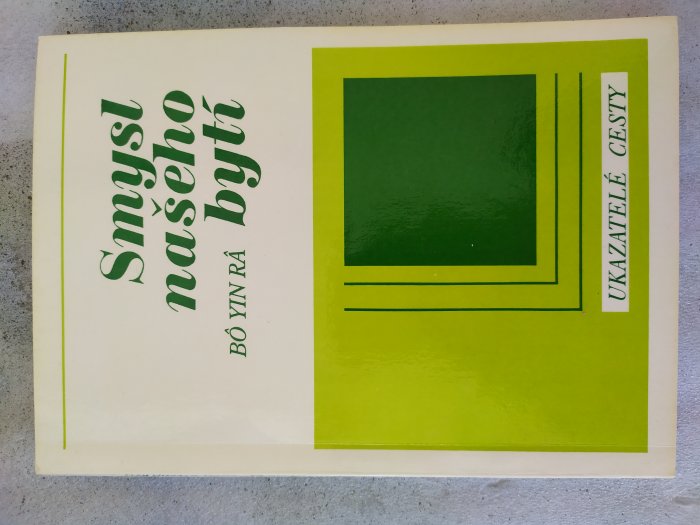 Smysl
našeho
bytí
BÔ YIN RÂ
UKAZATELÉ CESTY